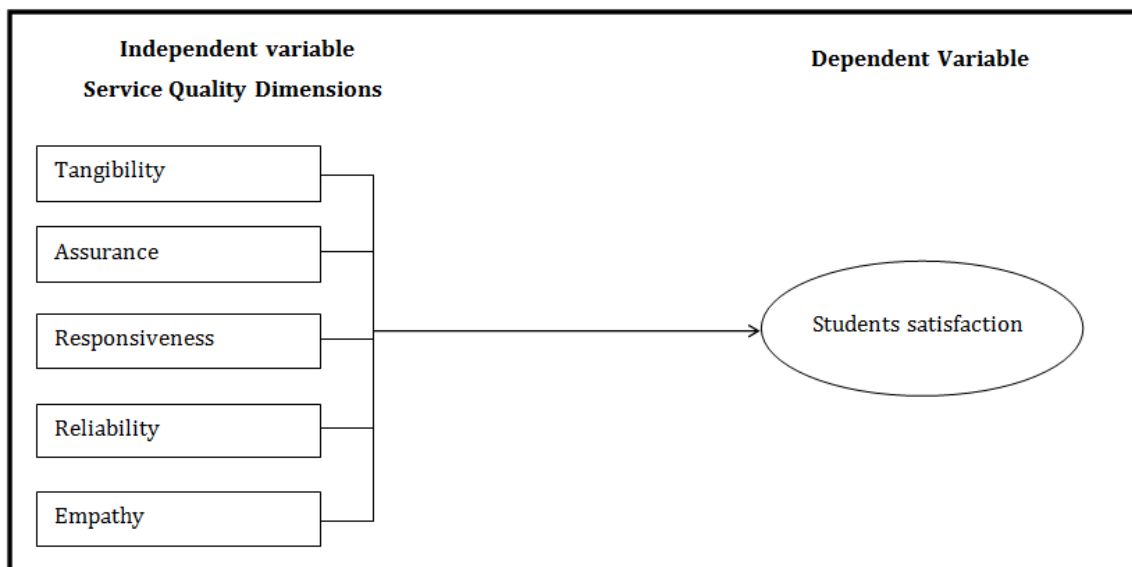 Independent variable
Service Quality Dimensions
Dependent Variable
Tangibility
Assurance
Responsiveness
Reliability
Empathy
Students satisfaction